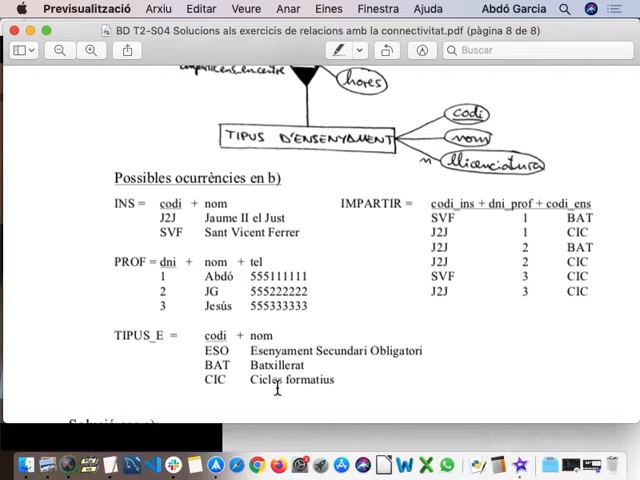 Previsualització Arxiu Editar Veure Anar Eines Finestra Ajuda Abdó Garcia
BD T2-S04 Solucions als exercicis de relacions amb la connectivitat.pdf (pàgina 8 de 8)
Buscar
hores
TIPUS D'ENSENYAMENT
codi
nom
n llicenciatura
Possibles ocurrències en b)
INS = codi + nom
J2J Jaume II el Just
SVF Sant Vicent Ferrer
IMPARTIR = codi_ins + dni_prof + codi_ens
SVF 1 BAT
J2J 1 CIC
J2J 2 BAT
J2J 2 CIC
SVF 3 CIC
J2J 3 CIC
PROF = dni + nom + tel
1 Abdó 555111111
2 JG 555222222
3 Jesús 555333333
TIPUS_E = codi + nom
ESO Esenyament Secundari Obligatori
BAT Batxillerat
CIC Cicles formatius